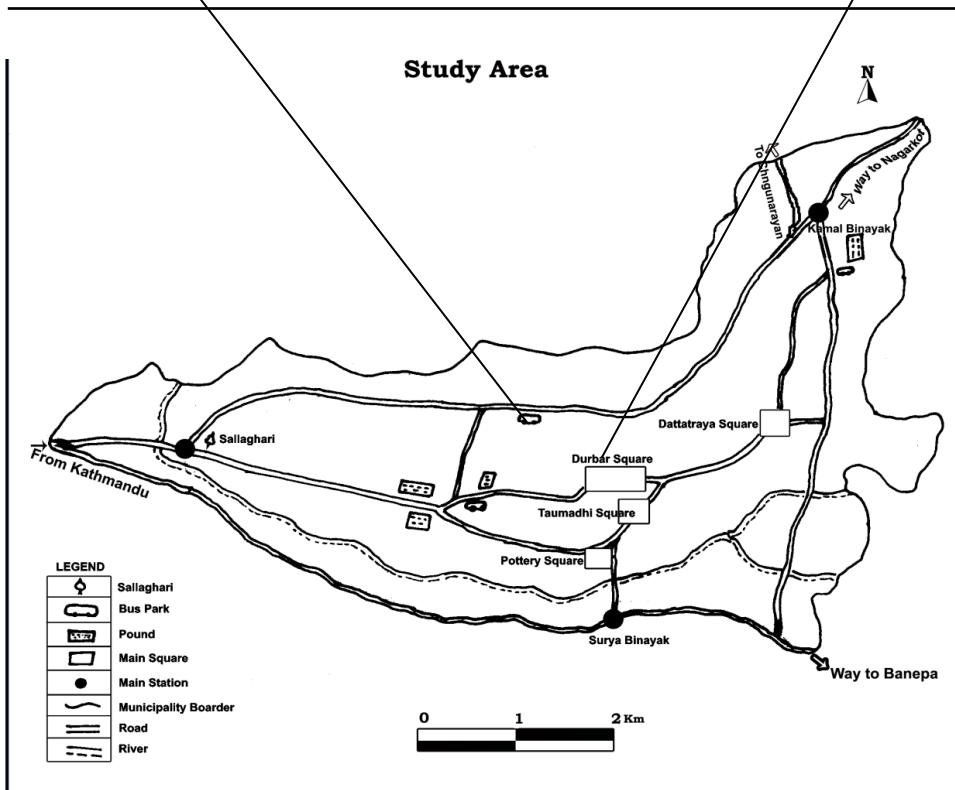 Study Area
N
To Chngunarayan
Way to Nagarkot
Kamal Binayak
Sallaghari
From Kathmandu
Dattatraya Square
Durbar Square
Taumadhi Square
Pottery Square
Surya Binayak
Way to Banepa
LEGEND
Sallaghari
Bus Park
Pound
Main Square
Main Station
Municipality Boarder
Road
River
0 1 2 Km